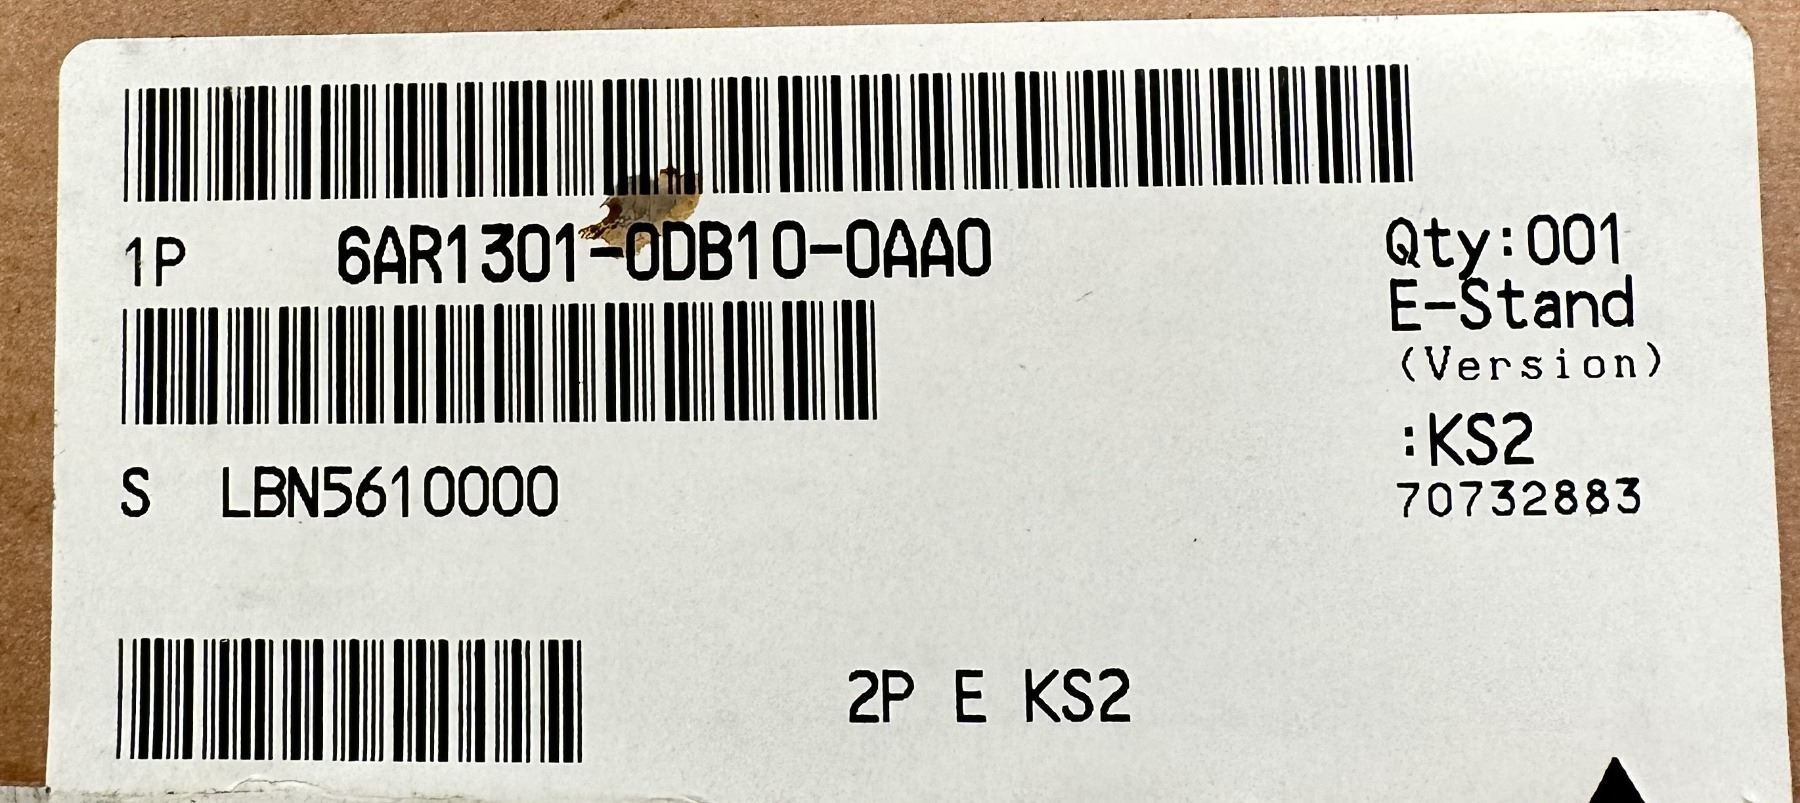 1P 6AR1301-0DB10-0AA0
Qty:001
E-Stand
(Version)
:KS2
S LBN5610000
70732883
2P E KS2